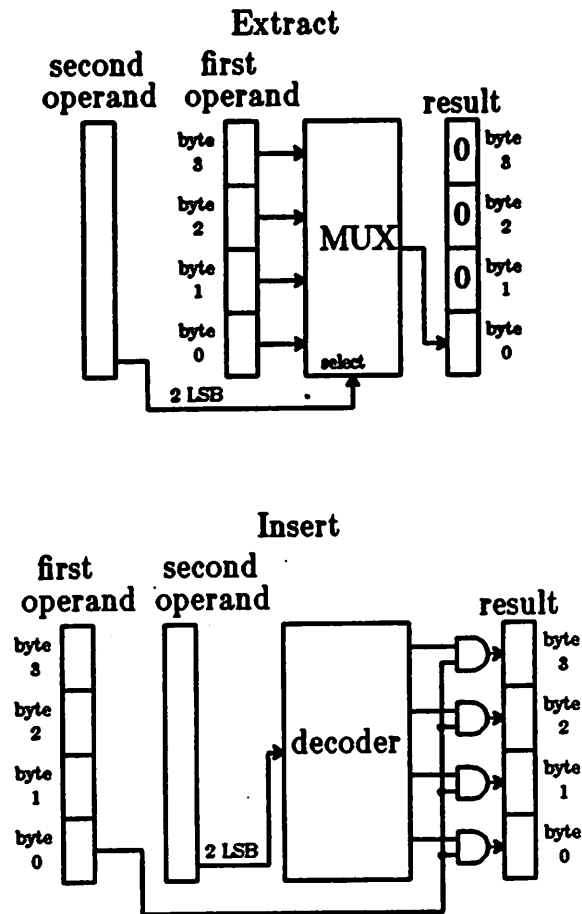 Extract
second
operand
first
operand
result
byte
3
byte
2
byte
1
byte
0
MUX
select
2 LSB
0
0
0
byte
3
byte
2
byte
1
byte
0
Insert
first
operand
second
operand
result
byte
3
byte
2
byte
1
byte
0
2 LSB
decoder
byte
3
byte
2
byte
1
byte
0